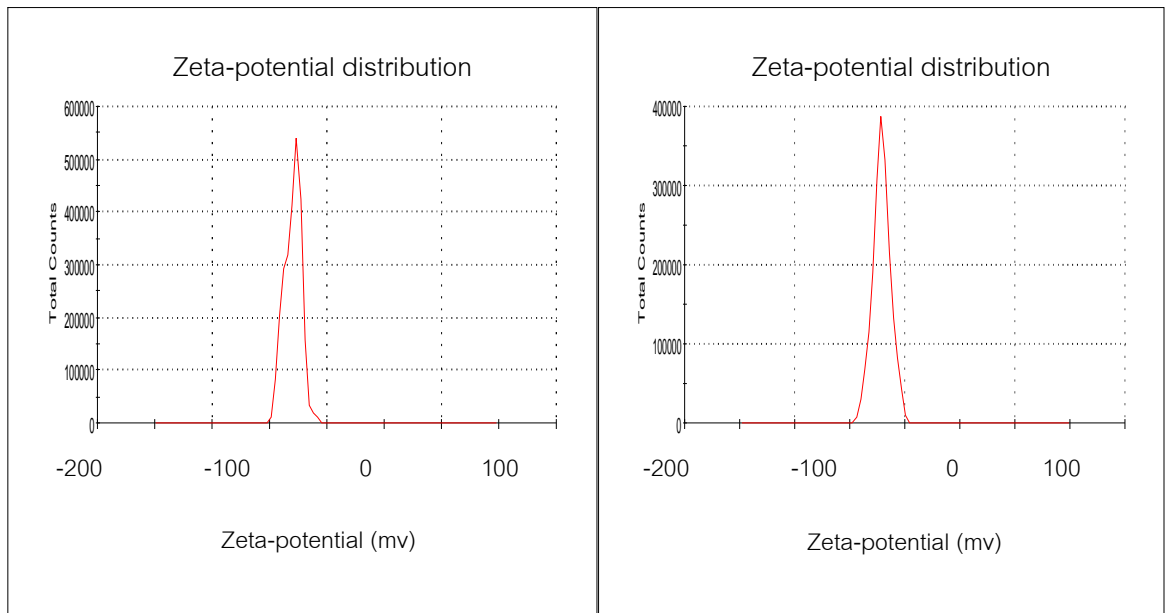 Zeta-potential distribution
600000
500000
400000
300000
200000
100000
0
Total Counts
-200 -100 0 100
Zeta-potential (mv)
Zeta-potential distribution
400000
300000
200000
100000
0
Total Counts
-200 -100 0 100
Zeta-potential (mv)